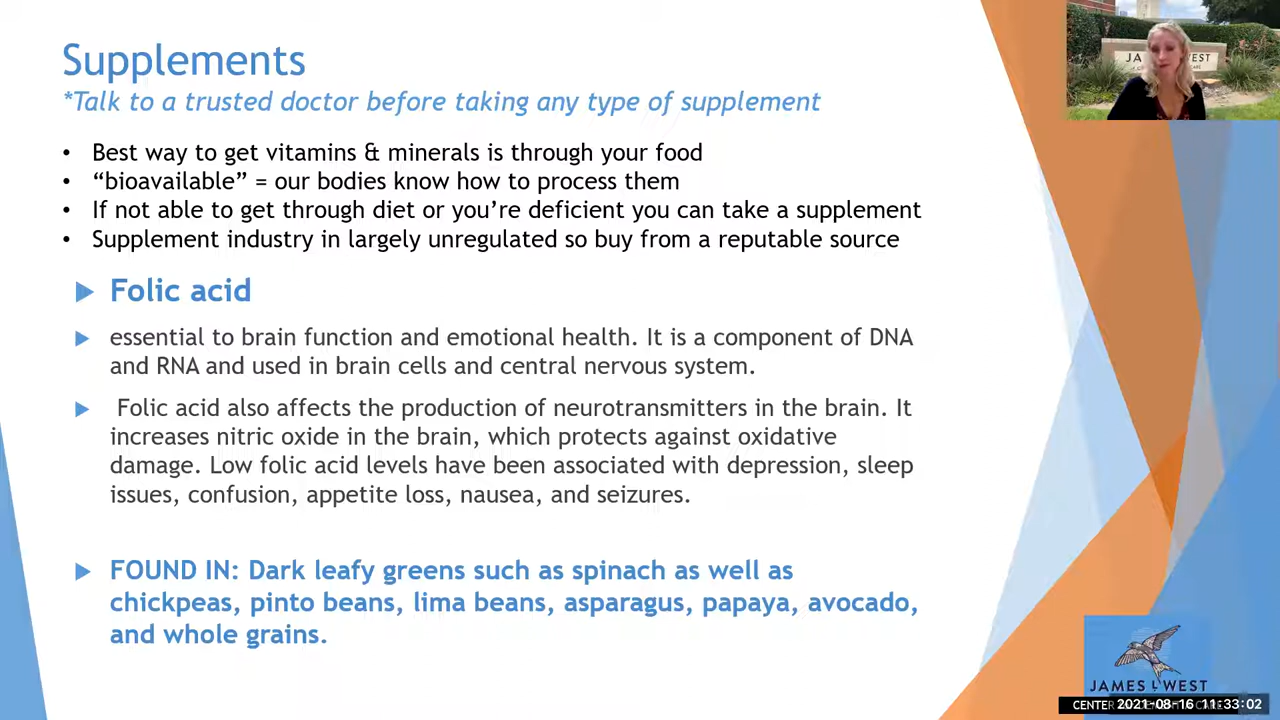 Supplements
*Talk to a trusted doctor before taking any type of supplement
• Best way to get vitamins & minerals is through your food
• “bioavailable” = our bodies know how to process them
• If not able to get through diet or you’re deficient you can take a supplement
• Supplement industry in largely unregulated so buy from a reputable source
Folic acid
essential to brain function and emotional health. It is a component of DNA
and RNA and used in brain cells and central nervous system.
Folic acid also affects the production of neurotransmitters in the brain. It
increases nitric oxide in the brain, which protects against oxidative
damage. Low folic acid levels have been associated with depression, sleep
issues, confusion, appetite loss, nausea, and seizures.
FOUND IN: Dark leafy greens such as spinach as well as
chickpeas, pinto beans, lima beans, asparagus, papaya, avocado,
and whole grains.
JAMES L WEST
CENTER
2021-08-16 11:33:02